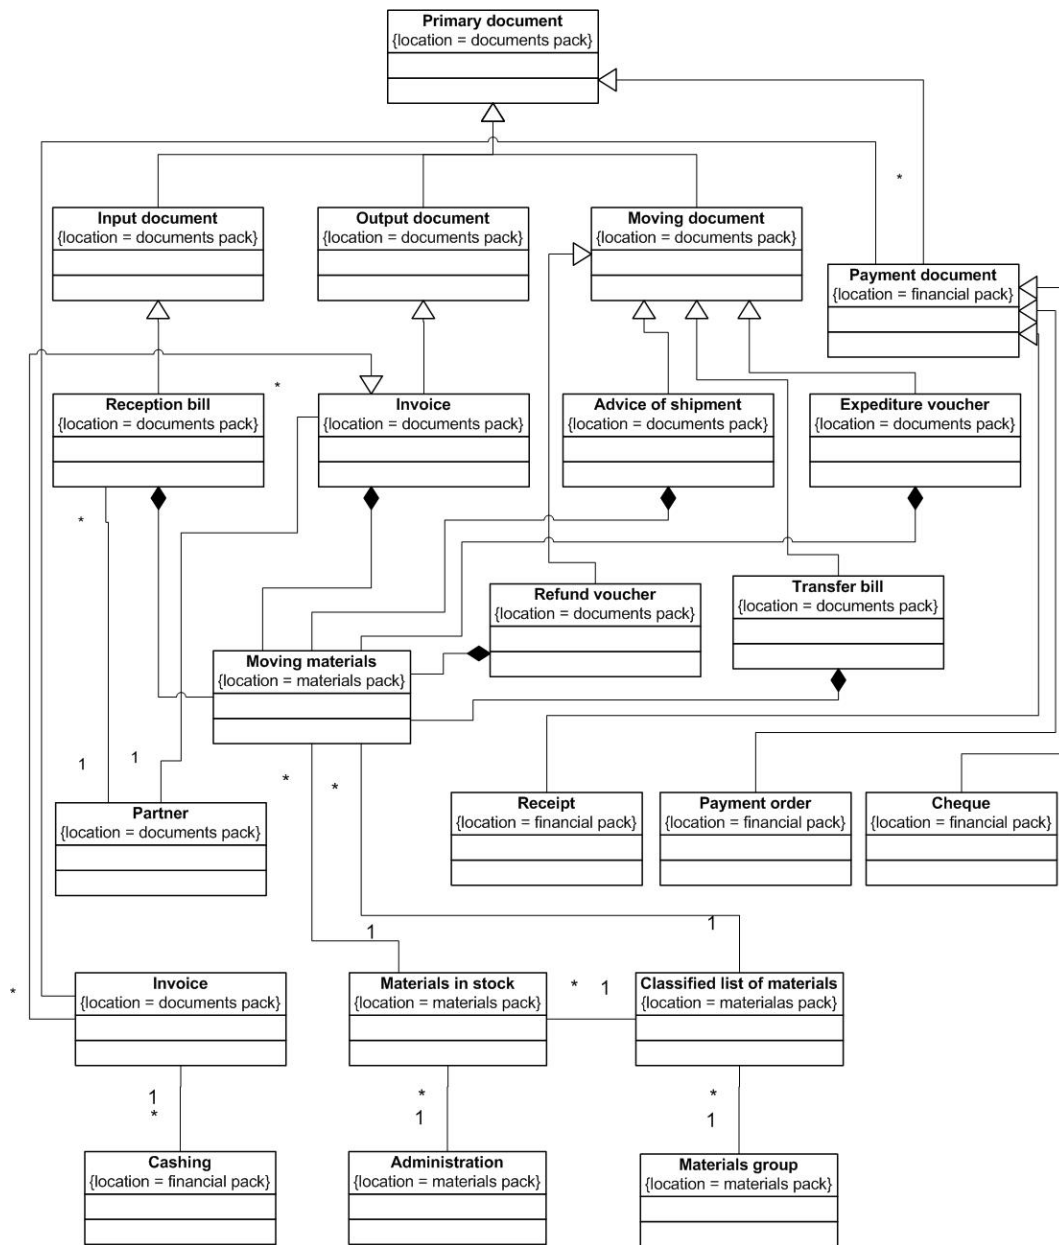 Primary document
{location = documents pack}
*
Input document
{location = documents pack}
Output document
{location = documents pack}
Moving document
{location = documents pack}
Payment document
{location = financial pack}
*
Reception bill
{location = documents pack}
Invoice
{location = documents pack}
Advice of shipment
{location = documents pack}
Expediture voucher
{location = documents pack}
*
Refund voucher
{location = documents pack}
Transfer bill
{location = documents pack}
Moving materials
{location = materials pack}
1
1
*
*
Partner
{location = documents pack}
Receipt
{location = financial pack}
Payment order
{location = financial pack}
Cheque
{location = financial pack}
1
1
*
Invoice
{location = documents pack}
Materials in stock
{location = materials pack}
*
1
Classified list of materials
{location = materialas pack}
1
*
*
1
*
1
Cashing
{location = financial pack}
Administration
{location = materials pack}
Materials group
{location = materials pack}